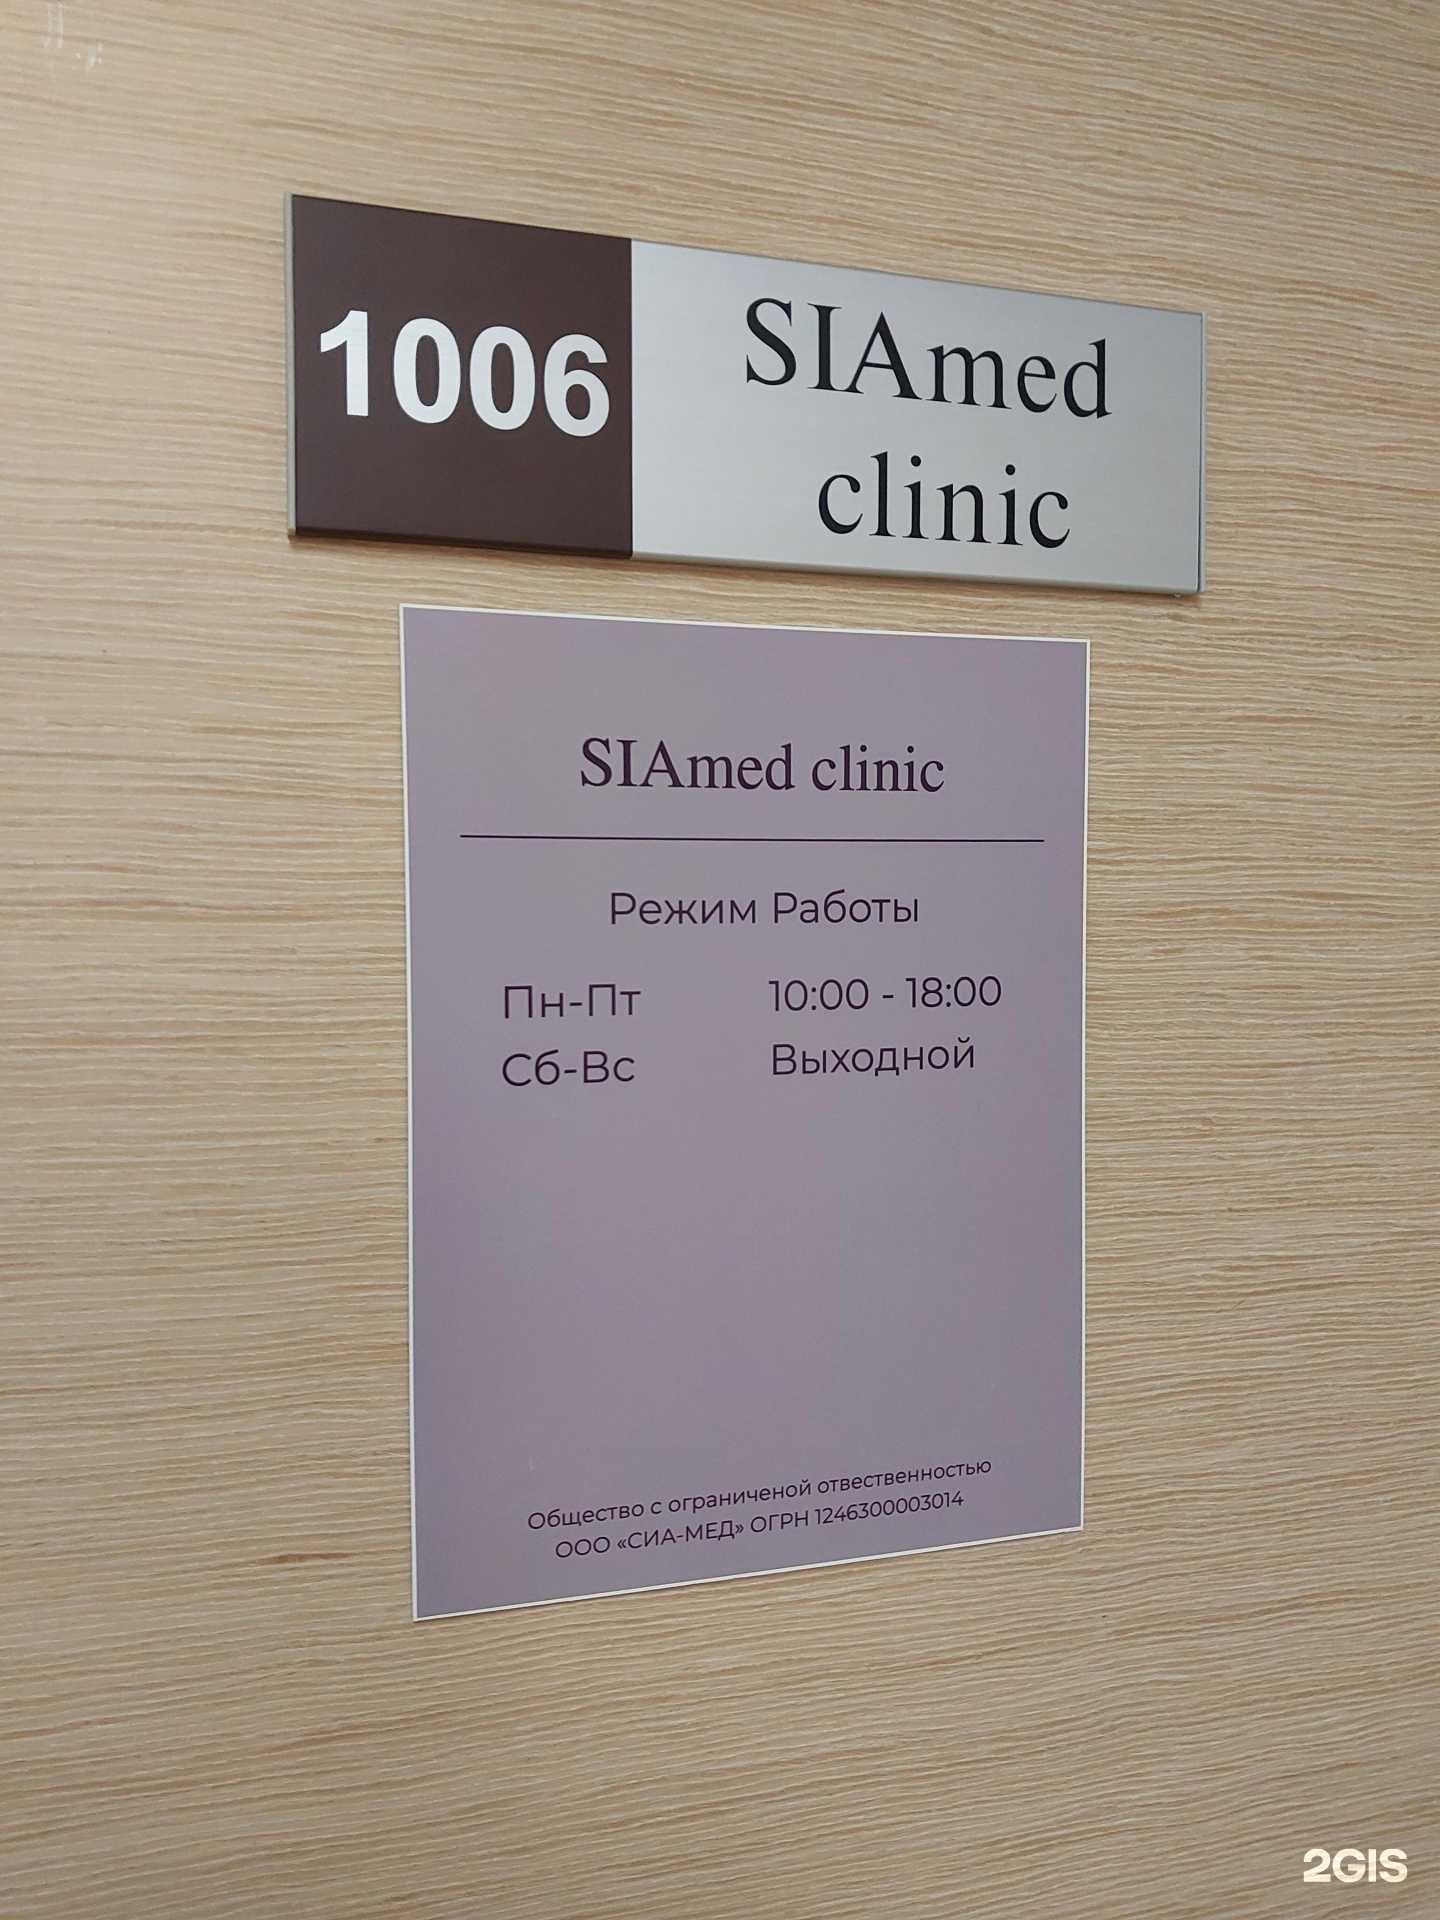 1006
SIAmed
clinic
SIAmed clinic
Режим Работы
Пн-Пт 10:00 - 18:00
Сб-Вс Выходной
Общество с ограниченой отвественностью
ООО «СИА-МЕД» ОГРН 1246300003014
2GIS